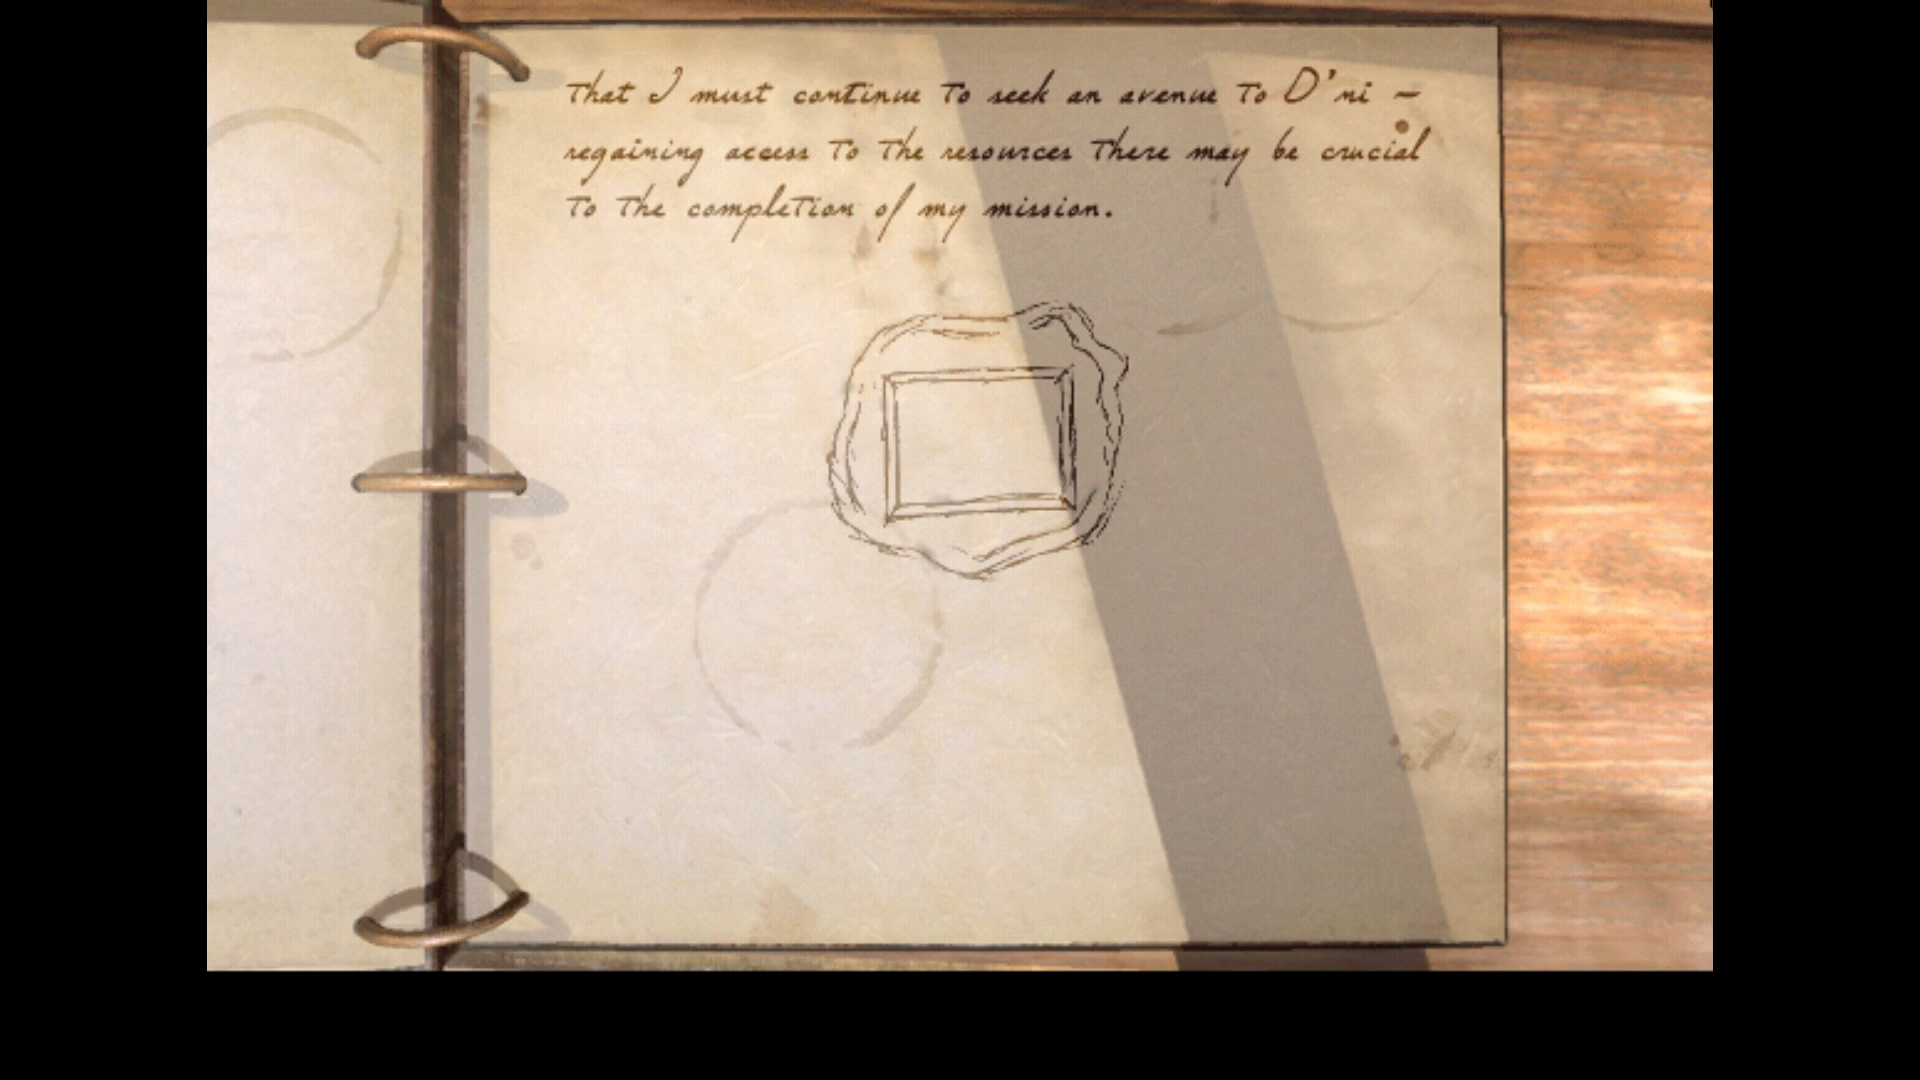 that I must continue to seek an avenue to D'ni –
regaining access to the resources there may be crucial
to the completion of my mission.